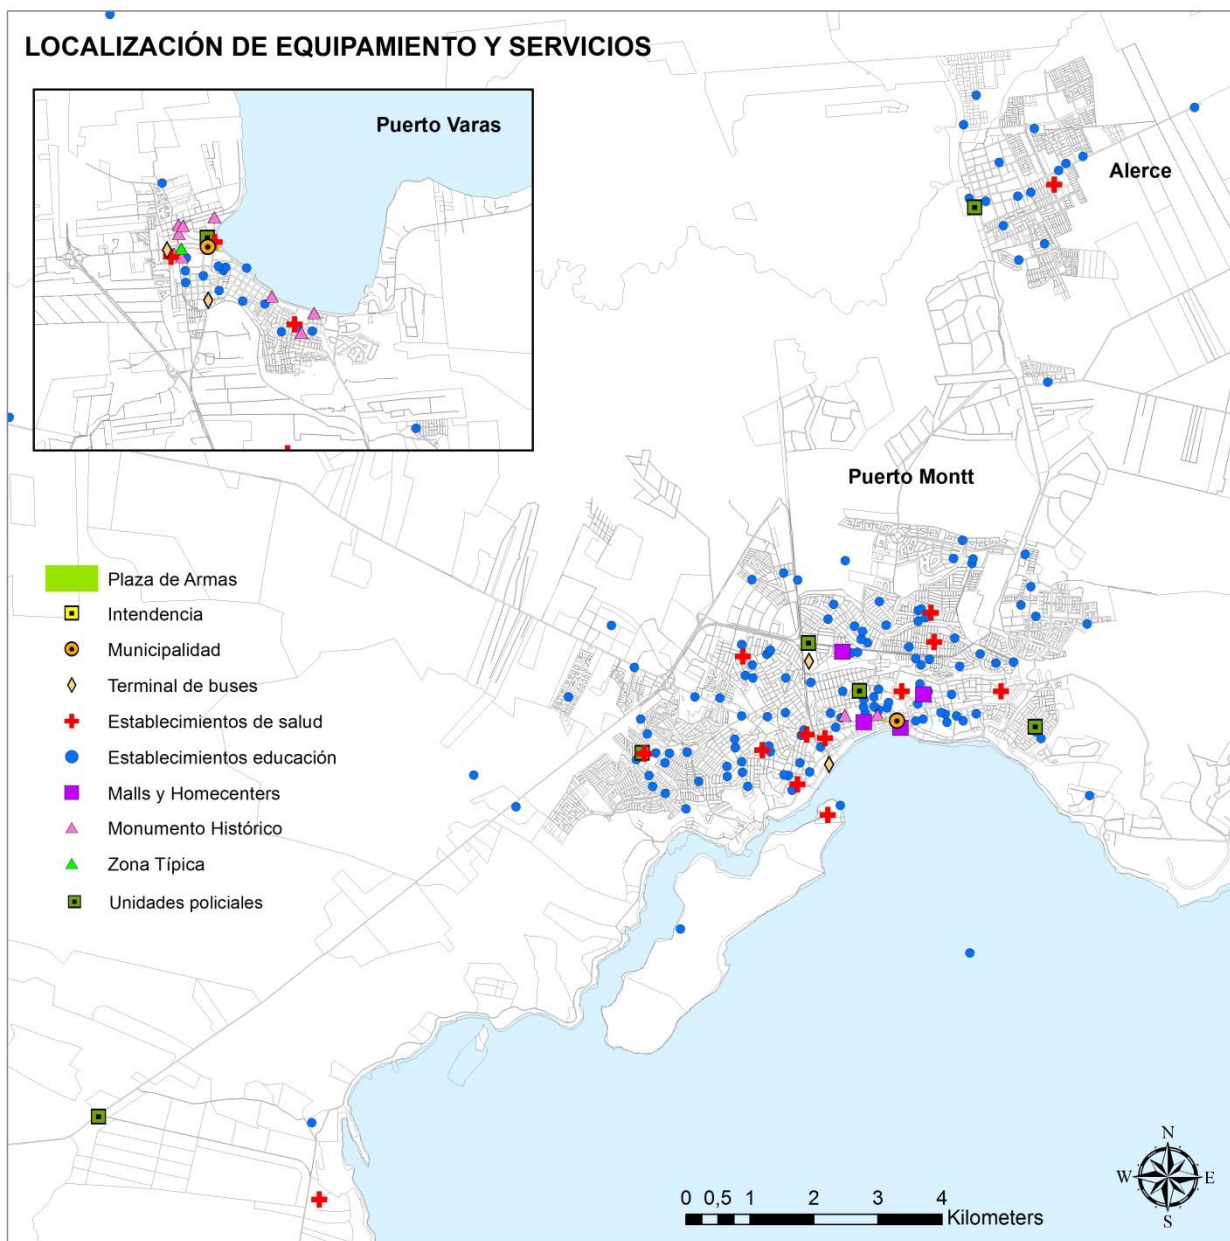 LOCALIZACIÓN DE EQUIPAMIENTO Y SERVICIOS
Puerto Varas
Alerce
Puerto Montt
Plaza de Armas
Intendencia
Municipalidad
Terminal de buses
Establecimientos de salud
Establecimientos educación
Malls y Homecenters
Monumento Histórico
Zona Típica
Unidades policiales
N
W E
S
0 0,5 1 2 3 4
Kilometers